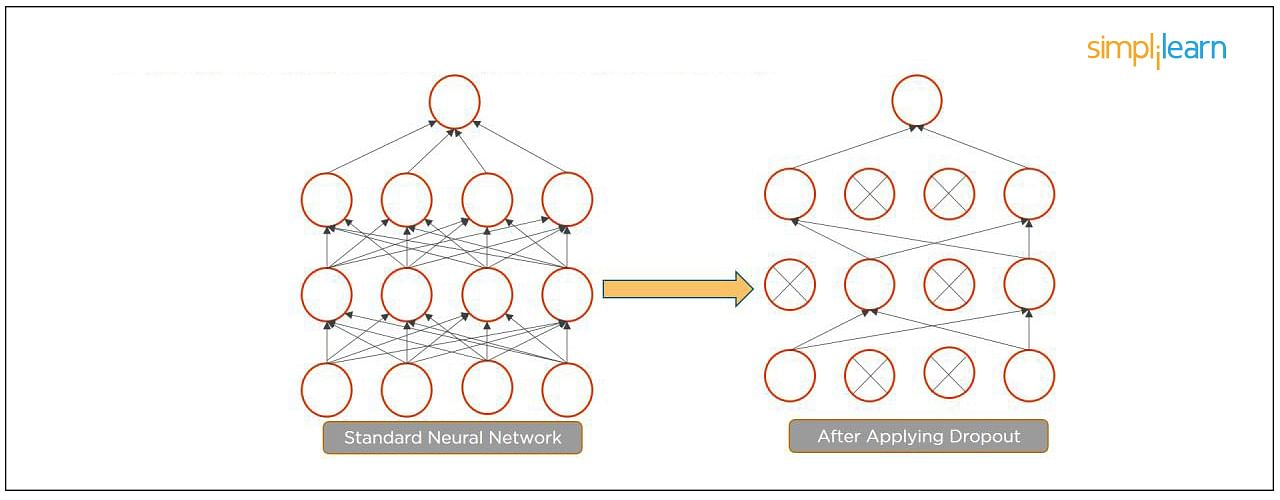 simplilearn
Standard Neural Network
After Applying Dropout